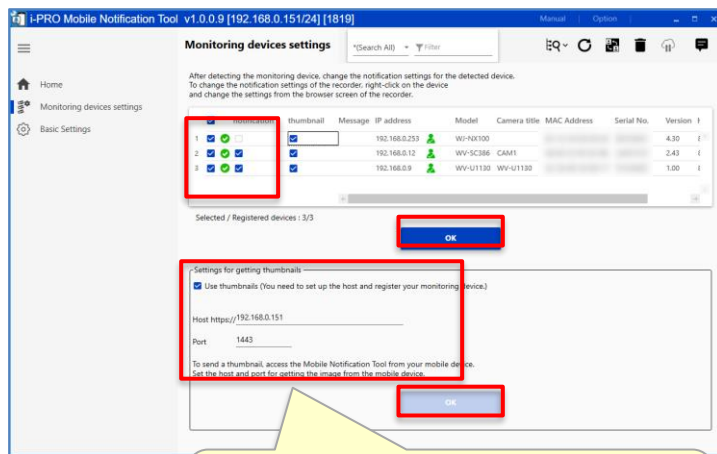 i-PRO Mobile Notification Tool v1.0.0.9 [192.168.0.151/24] [1819] Manual | Option |
Monitoring devices settings *(Search All) Filter
Home
Monitoring devices settings
Basic Settings
After detecting the monitoring device, change the notification settings for the detected device.
To change the notification settings of the recorder, right-click on the device
and change the settings from the browser screen of the recorder.
notification thumbnail Message IP address Model Camera title MAC Address Serial No. Version
1 192.168.0.253 WJ-NX100 4.30
2 192.168.0.12 WV-SC386 CAM1 2.43
3 192.168.0.9 WV-U1130 WV-U1130 1.00
Selected / Registered devices : 3/3
OK
Settings for getting thumbnails
Use thumbnails (You need to set up the host and register your monitoring device.)
Host https://192.168.0.151
Port 1443
To send a thumbnail, access the Mobile Notification Tool from your mobile device.
Set the host and port for getting the image from the mobile device.
OK